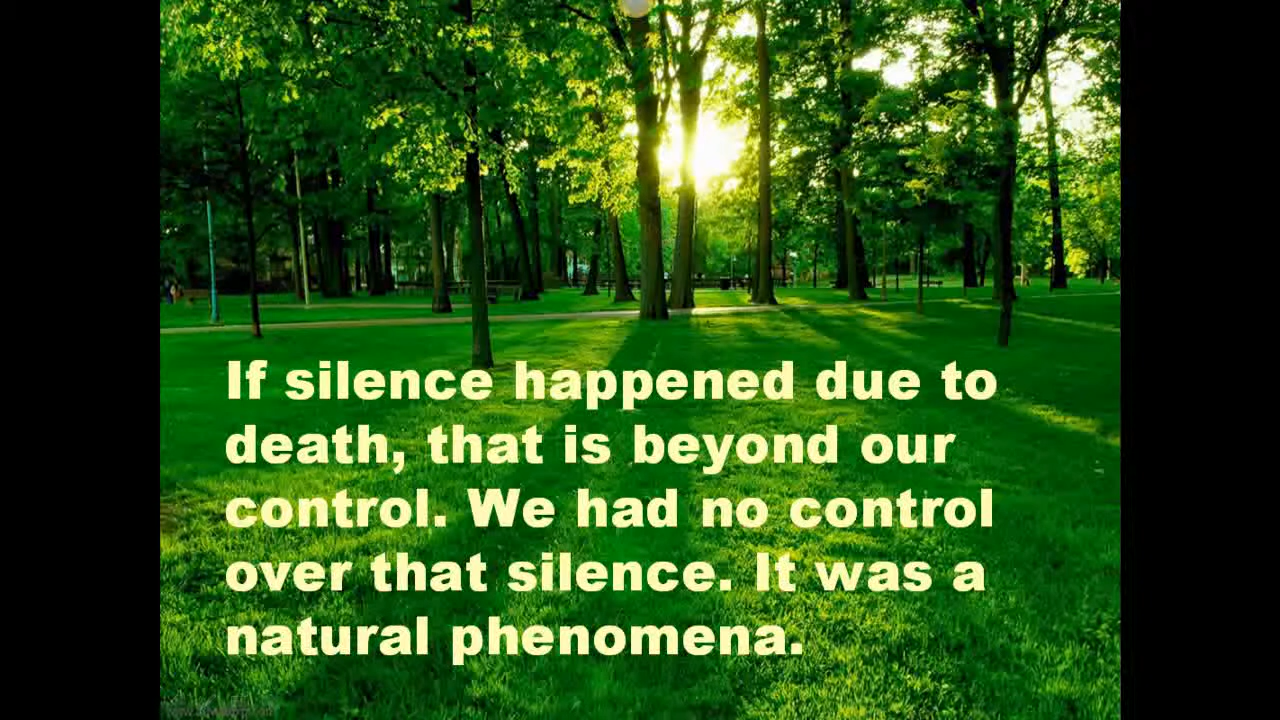 If silence happened due to
death, that is beyond our
control. We had no control
over that silence. It was a
natural phenomena.